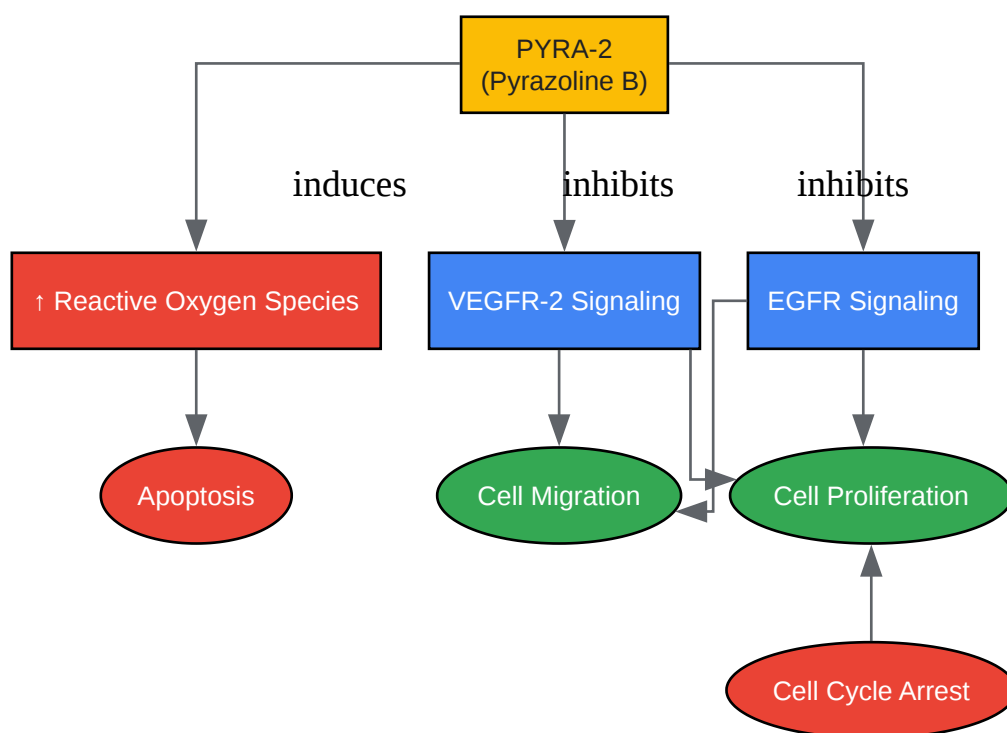 PYRA-2
(Pyrazoline B)
induces
inhibits
inhibits
↑ Reactive Oxygen Species
VEGFR-2 Signaling
EGFR Signaling
Apoptosis
Cell Migration
Cell Proliferation
Cell Cycle Arrest